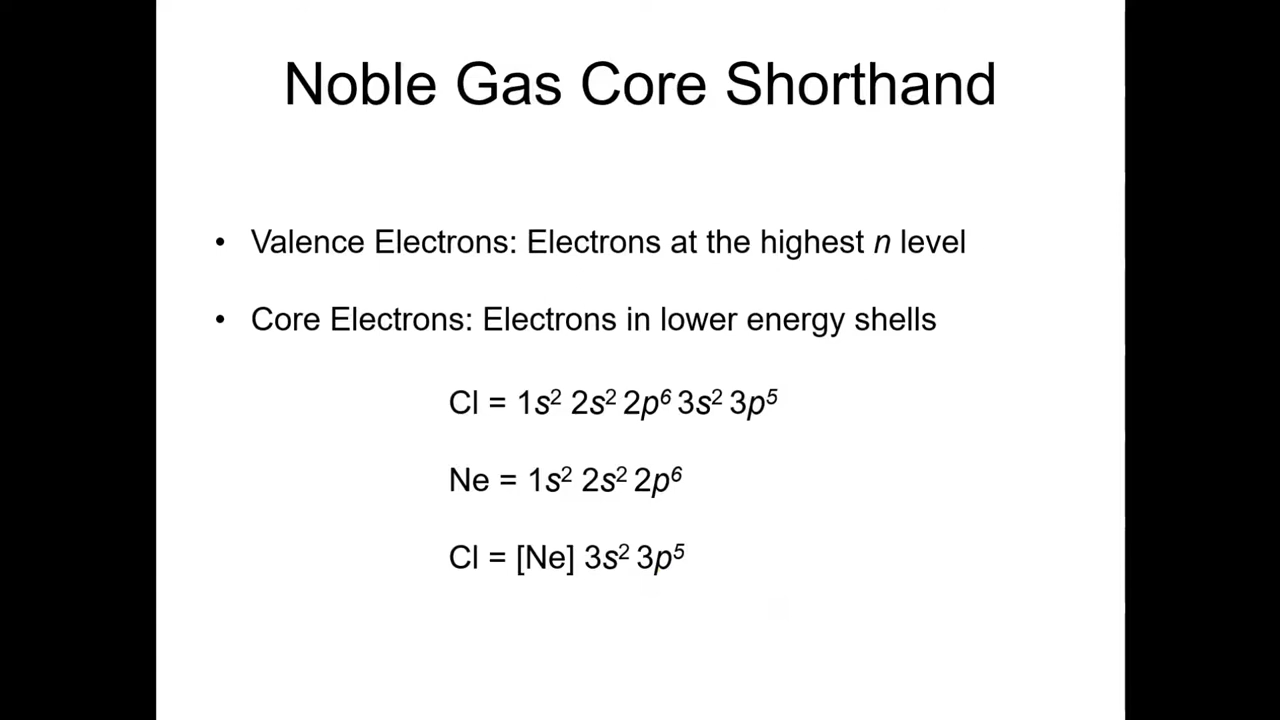 Noble Gas Core Shorthand
• Valence Electrons: Electrons at the highest n level
• Core Electrons: Electrons in lower energy shells
Cl = 1s² 2s² 2p⁶ 3s² 3p⁵
Ne = 1s² 2s² 2p⁶
Cl = [Ne] 3s² 3p⁵